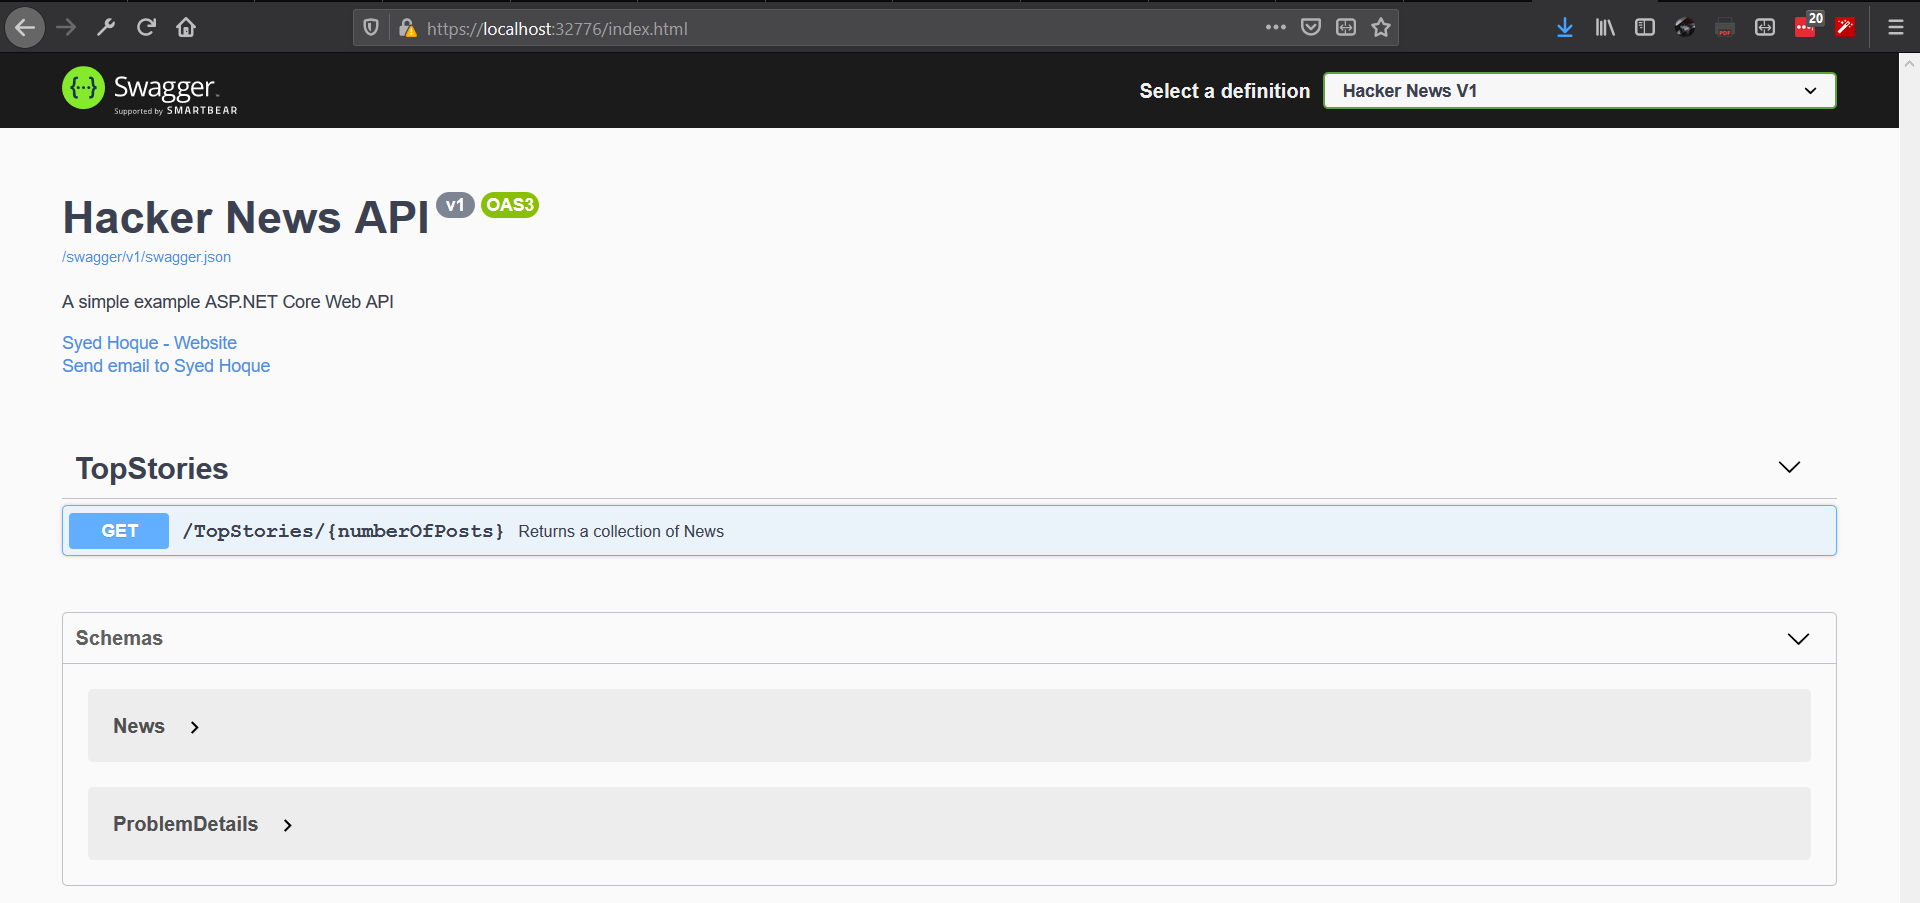 https://localhost:32776/index.html
20
PDF
{···} Swagger.
Supported by SMARTBEAR
Select a definition
Hacker News V1
Hacker News API v1 OAS3
/swagger/v1/swagger.json
A simple example ASP.NET Core Web API
Syed Hoque - Website
Send email to Syed Hoque
TopStories
GET /TopStories/{numberOfPosts} Returns a collection of News
Schemas
News
ProblemDetails